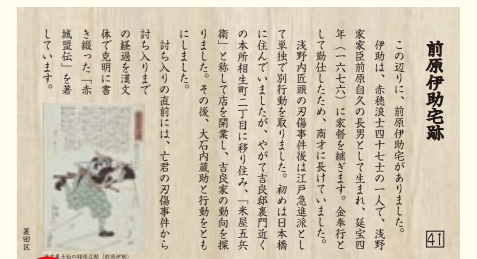 前原伊助宅跡
41
この辺りに、前原伊助宅がありました。
伊助は、赤穂浪士四十七士の一人で、浅野
家家臣前原自久の長男として生まれ、延宝四
年（一六七六）に家督を継ぎます。金奉行と
して勤仕したため、商才に長けていました。
浅野内匠頭の刃傷事件後は江戸急進派とし
て単独で別行動を取りました。初めは日本橋
に住んでいましたが、やがて吉良邸裏門近く
の本所相生町二丁目に移り住み、「米屋五兵
衛」と称して店を開業し、吉良家の動向を探
りました。その後、大石内蔵助と行動をとも
にしました。
討ち入りの直前には、亡君の刃傷事件から
討ち入りまで
の経過を漢文
体で克明に書
き綴った「赤
城盟伝」を著
しています。
（前原伊助）
墨田区